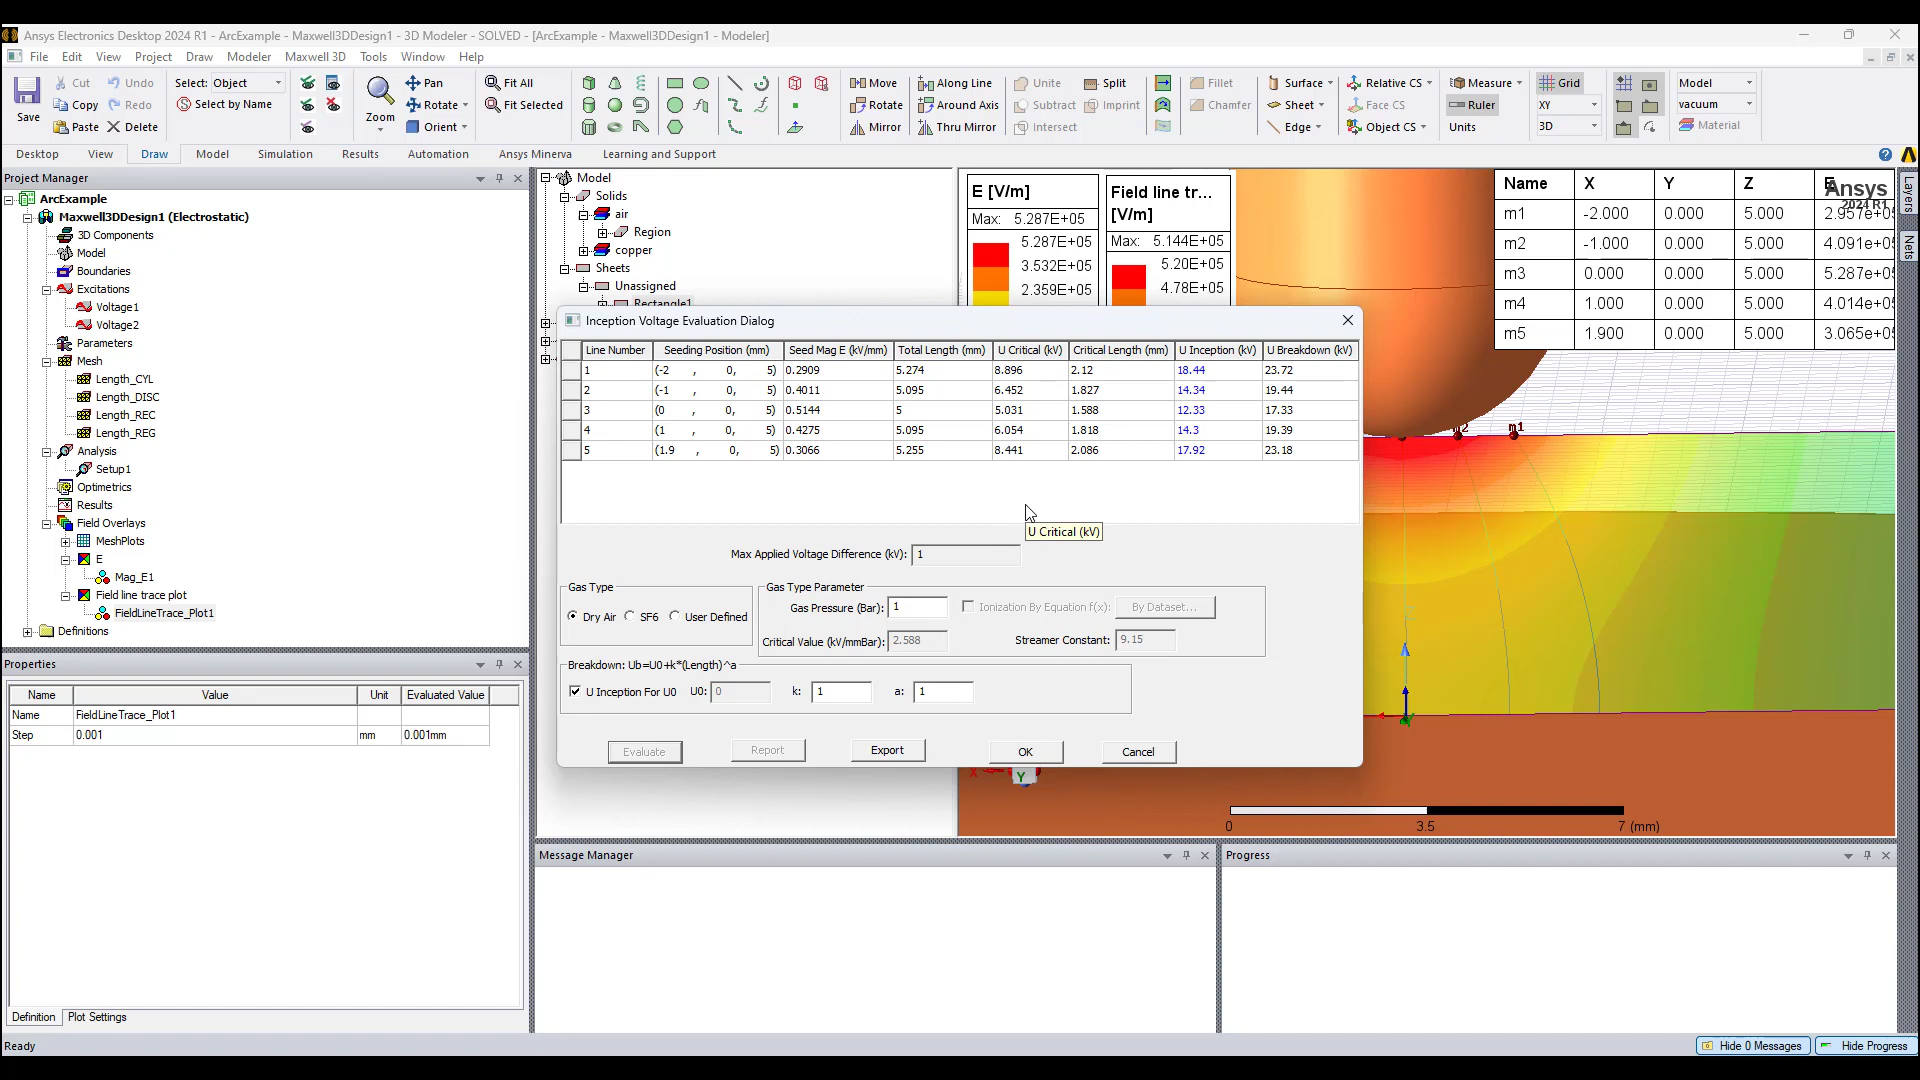 Ansys Electronics Desktop 2024 R1 - ArcExample - Maxwell3DDesign1 - 3D Modeler - SOLVED - [ArcExample - Maxwell3DDesign1 - Modeler]
File Edit View Project Draw Modeler Maxwell 3D Tools Window Help
Save
Cut
Copy
Paste
Undo
Redo
Delete
Select: Object
Select by Name
Zoom
Pan
Rotate
Orient
Fit All
Fit Selected
Move
Rotate
Mirror
Along Line
Around Axis
Thru Mirror
Unite
Subtract
Intersect
Split
Imprint
Fillet
Chamfer
Surface
Sheet
Edge
Relative CS
Face CS
Object CS
Measure
Ruler
Units
Grid
XY
3D
Model
vacuum
Material
Desktop View Draw Model Simulation Results Automation Ansys Minerva Learning and Support
Project Manager
ArcExample
Maxwell3DDesign1 (Electrostatic)
3D Components
Model
Boundaries
Excitations
Voltage1
Voltage2
Parameters
Mesh
Length_CYL
Length_DISC
Length_REC
Length_REG
Analysis
Setup1
Optimetrics
Results
Field Overlays
MeshPlots
E
Mag_E1
Field line trace plot
FieldLineTrace_Plot1
Definitions
Properties
Name Value Unit Evaluated Value
Name FieldLineTrace_Plot1
Step 0.001 mm 0.001mm
Definition Plot Settings
Model
Solids
air
Region
copper
Sheets
Unassigned
Rectangle1
E [V/m]
Max: 5.287E+05
5.287E+05
3.532E+05
2.359E+05
Field line tr...
[V/m]
Max: 5.144E+05
5.20E+05
4.78E+05
Name X Y Z E
m1 -2.000 0.000 5.000 2.957e+05
m2 -1.000 0.000 5.000 4.091e+05
m3 0.000 0.000 5.000 5.287e+05
m4 1.000 0.000 5.000 4.014e+05
m5 1.900 0.000 5.000 3.065e+05
Ansys
2024 R1
Layers
Nets
m2 m1
Inception Voltage Evaluation Dialog
Line Number Seeding Position (mm) Seed Mag E (kV/mm) Total Length (mm) U Critical (kV) Critical Length (mm) U Inception (kV) U Breakdown (kV)
1 (-2 , 0, 5) 0.2909 5.274 8.896 2.12 18.44 23.72
2 (-1 , 0, 5) 0.4011 5.095 6.452 1.827 14.34 19.44
3 (0 , 0, 5) 0.5144 5 5.031 1.588 12.33 17.33
4 (1 , 0, 5) 0.4275 5.095 6.054 1.818 14.3 19.39
5 (1.9 , 0, 5) 0.3066 5.255 8.441 2.086 17.92 23.18
U Critical (kV)
Max Applied Voltage Difference (kV): 1
Gas Type
Dry Air SF6 User Defined
Gas Type Parameter
Gas Pressure (Bar): 1
Ionization By Equation f(x): By Dataset...
Critical Value (kV/mmBar): 2.588
Streamer Constant: 9.15
Breakdown: Ub=U0+k*(Length)^a
U Inception For U0 U0: 0 k: 1 a: 1
Evaluate Report Export OK Cancel
X
Y
Y
0 3.5 7 (mm)
Message Manager
Progress
Ready
Hide 0 Messages
Hide Progress